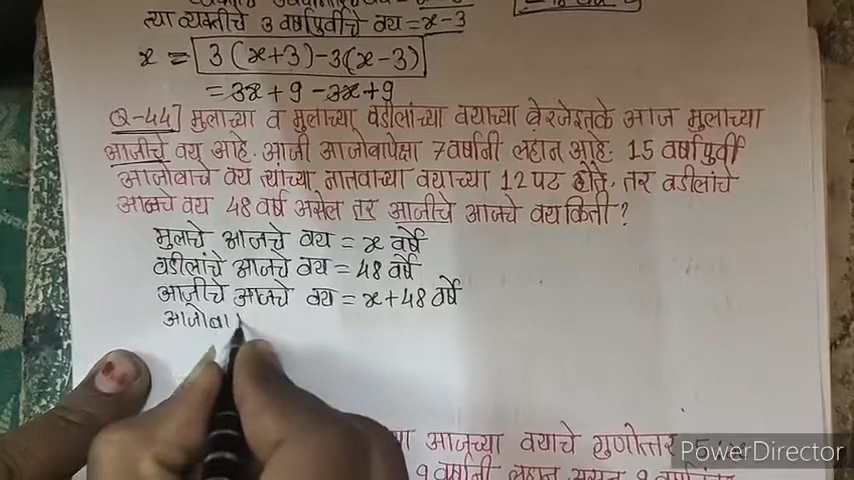 त्या व्यक्तीचे 3 वर्षापुर्वीचे वय = x-3
x = 3(x+3)-3(x-3)
= 3x+9-3x+9
Q-44] मुलाच्या व मुलाच्या वडीलांच्या वयाच्या बेरजेइतके आज मुलाच्या
आजीचे वय आहे. आजी आजोबापेक्षा 7 वर्षानी लहान आहे. 15 वर्षापुर्वी
आजोबाचे वय त्यांच्या नातवाच्या वयाच्या 12 पट होते. तर वडीलांचे
आजचे वय 48 वर्ष असेल तर आजीचे आजचे वय किती?
मुलाचे आजचे वय = x वर्षे
वडीलांचे आजचे वय = 48 वर्षे
आजीचे आजचे वय = x+48 वर्षे
आजोबा
आजच्या वयाचे गुणोत्तर 5:
9 वर्षानी लहान
PowerDirector